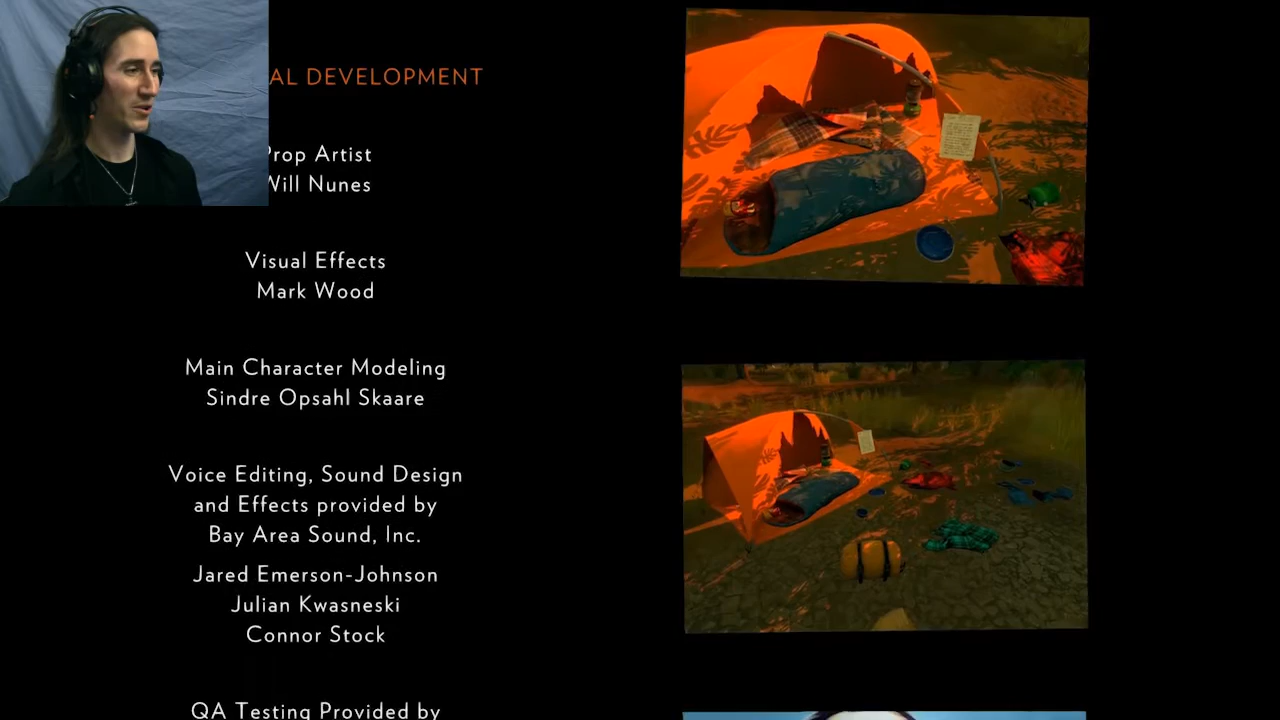 AL DEVELOPMENT
Prop Artist
Will Nunes
Visual Effects
Mark Wood
Main Character Modeling
Sindre Opsahl Skaare
Voice Editing, Sound Design
and Effects provided by
Bay Area Sound, Inc.
Jared Emerson-Johnson
Julian Kwasneski
Connor Stock
QA Testing Provided by